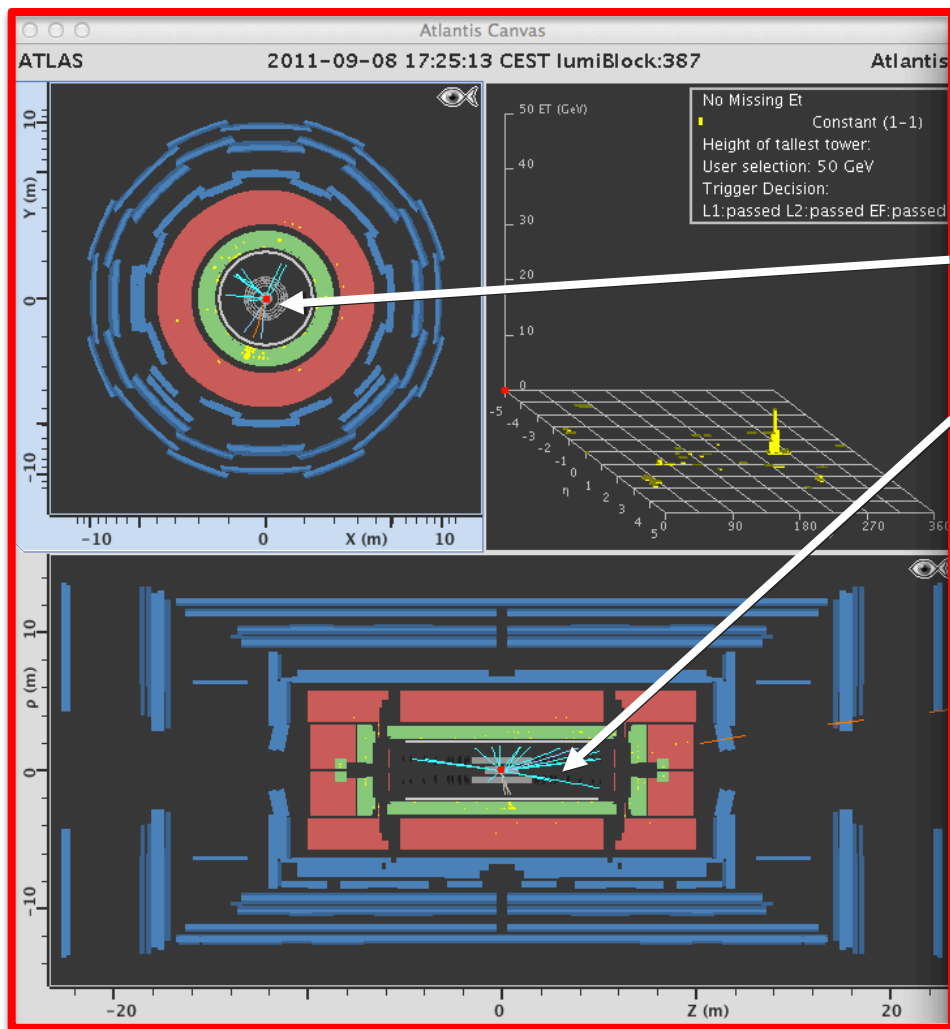 Atlantis Canvas
ATLAS 2011-09-08 17:25:13 CEST lumiBlock:387 Atlantis
10
Y (m)
0
-10
-10 0 X (m) 10
50 ET (GeV)
40
30
20
10
0
No Missing Et
Constant (1-1)
Height of tallest tower:
User selection: 50 GeV
Trigger Decision:
L1:passed L2:passed EF:passed
-5
-4
-3
-2
-1
0
η
1
2
3
4
5
0 90 180 270 360
10
ρ (m)
0
-10
-20 0 Z (m) 20